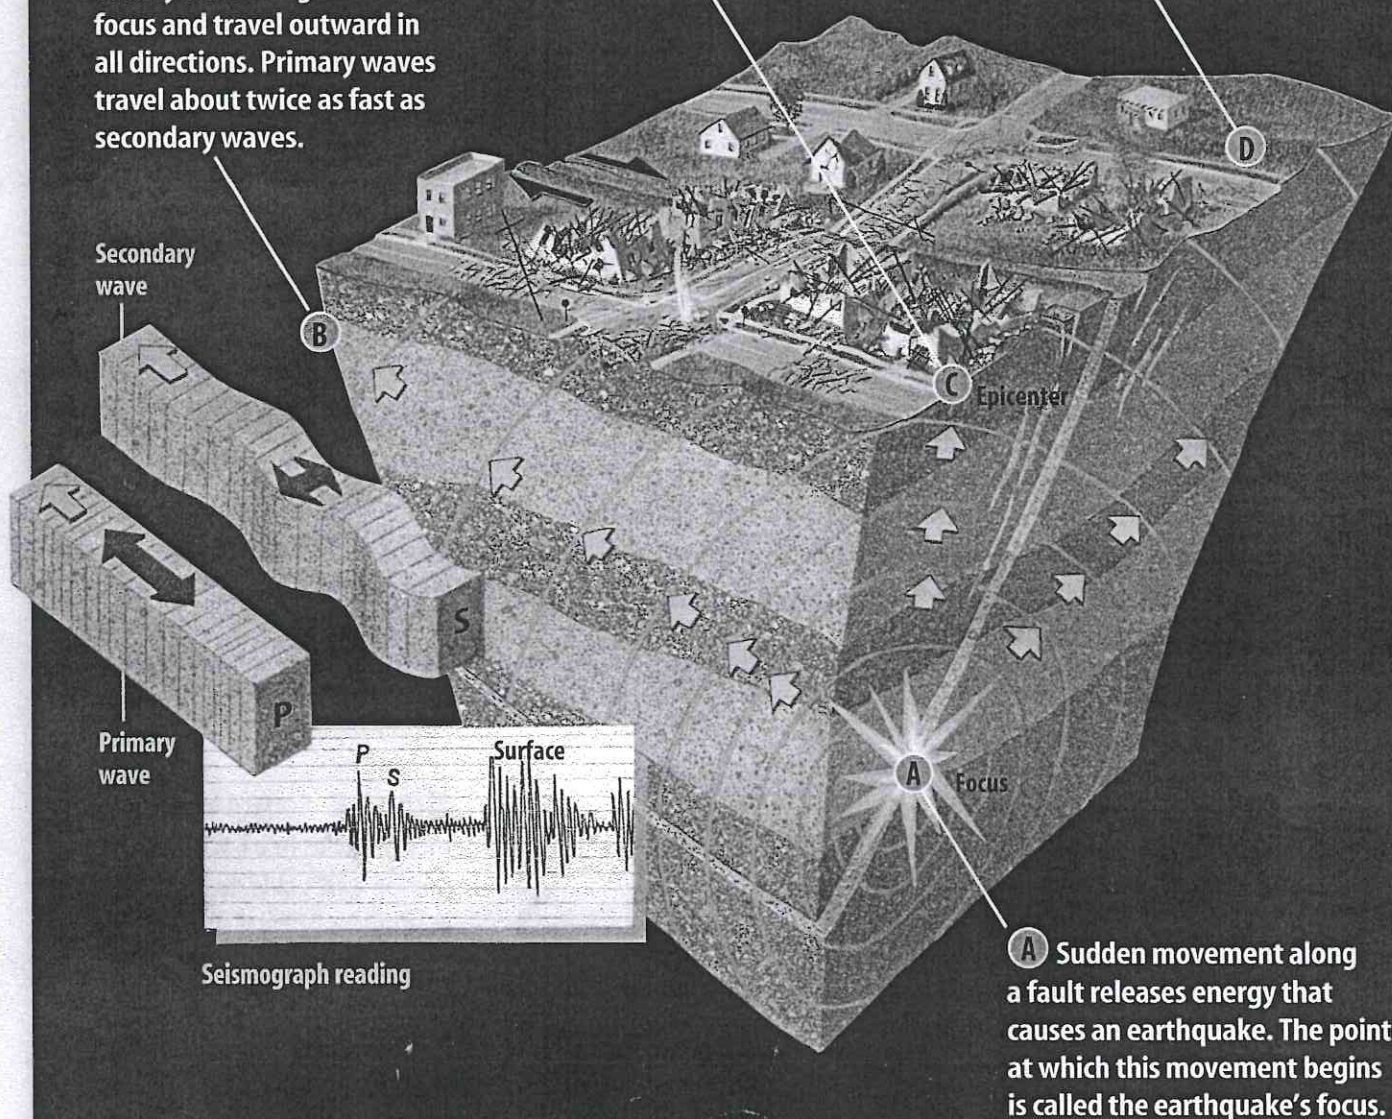 focus and travel outward in
all directions. Primary waves
travel about twice as fast as
secondary waves.
D
Secondary
wave
B
C
Epicenter
S
P
Primary
wave
P
S
Surface
A
Focus
Seismograph reading
A Sudden movement along
a fault releases energy that
causes an earthquake. The point
at which this movement begins
is called the earthquake's focus.